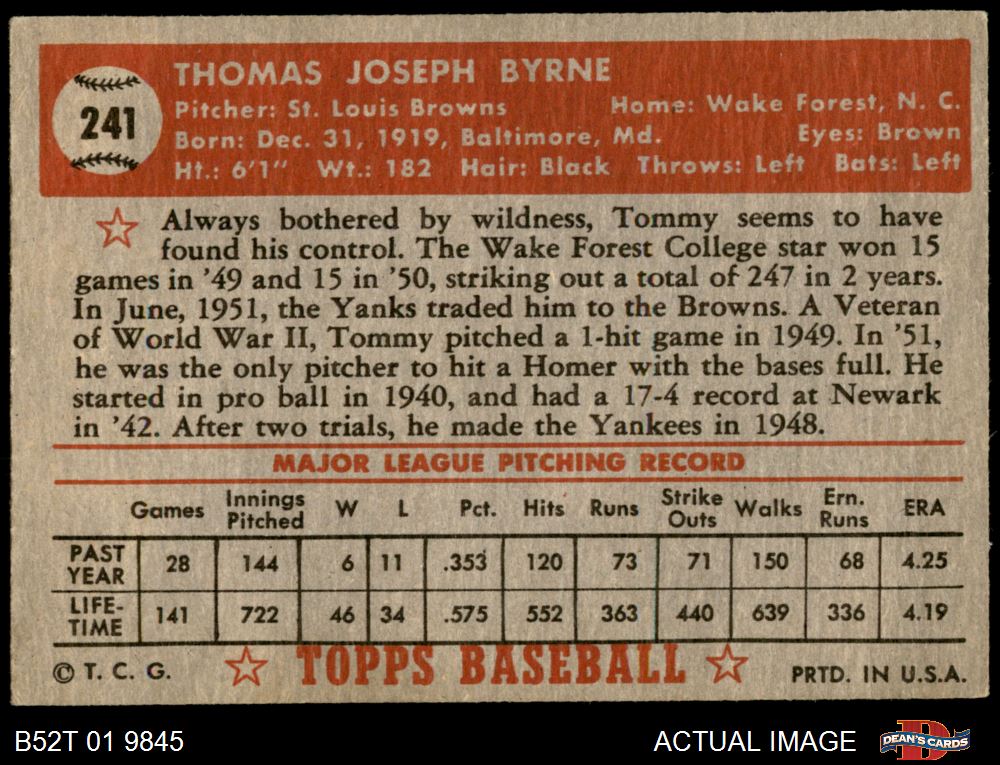 THOMAS JOSEPH BYRNE
241
Pitcher: St. Louis Browns Home: Wake Forest, N. C.
Born: Dec. 31, 1919, Baltimore, Md. Eyes: Brown
Ht.: 6'1" Wt.: 182 Hair: Black Throws: Left Bats: Left
Always bothered by wildness, Tommy seems to have
found his control. The Wake Forest College star won 15
games in '49 and 15 in '50, striking out a total of 247 in 2 years.
In June, 1951, the Yanks traded him to the Browns. A Veteran
of World War II, Tommy pitched a 1-hit game in 1949. In '51,
he was the only pitcher to hit a Homer with the bases full. He
started in pro ball in 1940, and had a 17-4 record at Newark
in '42. After two trials, he made the Yankees in 1948.
MAJOR LEAGUE PITCHING RECORD
Games Innings Pitched W L Pct. Hits Runs Strike Outs Walks Ern. Runs ERA
PAST YEAR 28 144 6 11 .353 120 73 71 150 68 4.25
LIFE-TIME 141 722 46 34 .575 552 363 440 639 336 4.19
© T. C. G. TOPPS BASEBALL PRTD. IN U.S.A.
B52T 01 9845 ACTUAL IMAGE DEAN'S CARDS